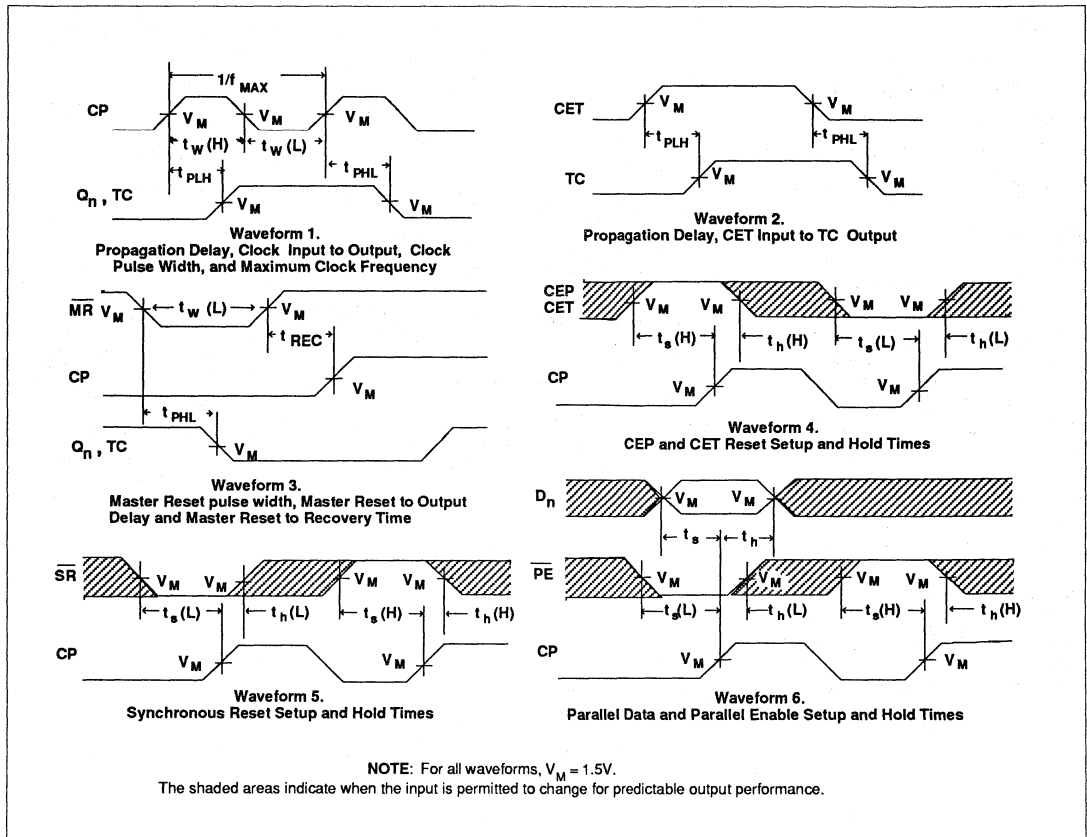 1/f MAX
CP
V M V M V M
t W (H) t W (L)
t PLH t PHL
Q n , TC
V M V M
Waveform 1.
Propagation Delay, Clock Input to Output, Clock
Pulse Width, and Maximum Clock Frequency
CET
V M V M
t PLH t PHL
TC
V M V M
Waveform 2.
Propagation Delay, CET Input to TC Output
MR V M t W (L) V M
t REC
CP
V M
t PHL
Q n , TC
V M
Waveform 3.
Master Reset pulse width, Master Reset to Output
Delay and Master Reset to Recovery Time
CEP
CET
V M V M V M V M
t s (H) t h (H) t s (L) t h (L)
CP
V M V M
Waveform 4.
CEP and CET Reset Setup and Hold Times
SR
V M V M V M V M
t s (L) t h (L) t s (H) t h (H)
CP
V M V M
Waveform 5.
Synchronous Reset Setup and Hold Times
D n
V M V M
t s t h
PE
V M V M V M V M
t s (L) t h (L) t s (H) t h (H)
CP
V M V M
Waveform 6.
Parallel Data and Parallel Enable Setup and Hold Times
NOTE: For all waveforms, V M = 1.5V.
The shaded areas indicate when the input is permitted to change for predictable output performance.